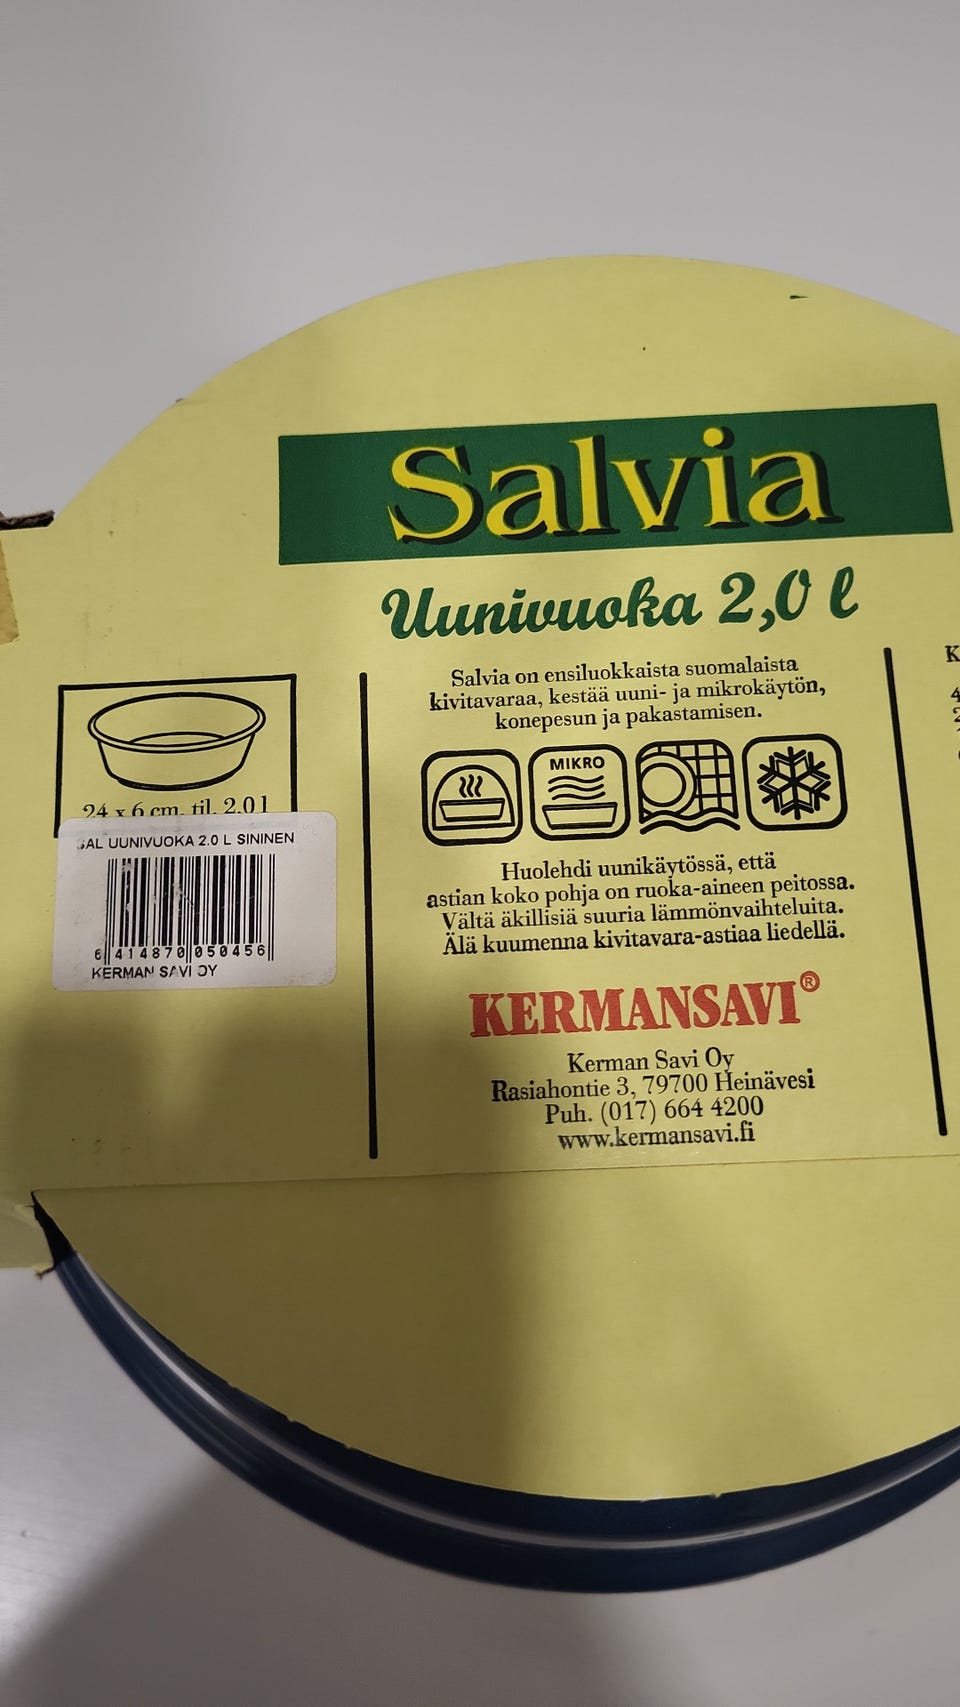 Salvia
Uunivuoka 2,0 l
24 x 6 cm, til. 2,0 l
SAL UUNIVUOKA 2.0 L SININEN
6 414870 050456
KERMAN SAVI OY
Salvia on ensiluokkaista suomalaista
kivitavaraa, kestää uuni- ja mikrokäytön,
konepesun ja pakastamisen.
MIKRO
Huolehdi uunikäytössä, että
astian koko pohja on ruoka-aineen peitossa.
Vältä äkillisiä suuria lämmönvaihteluita.
Älä kuumenna kivitavara-astiaa liedellä.
KERMANSAVI®
Kerman Savi Oy
Rasiahontie 3, 79700 Heinävesi
Puh. (017) 664 4200
www.kermansavi.fi
K
4
2